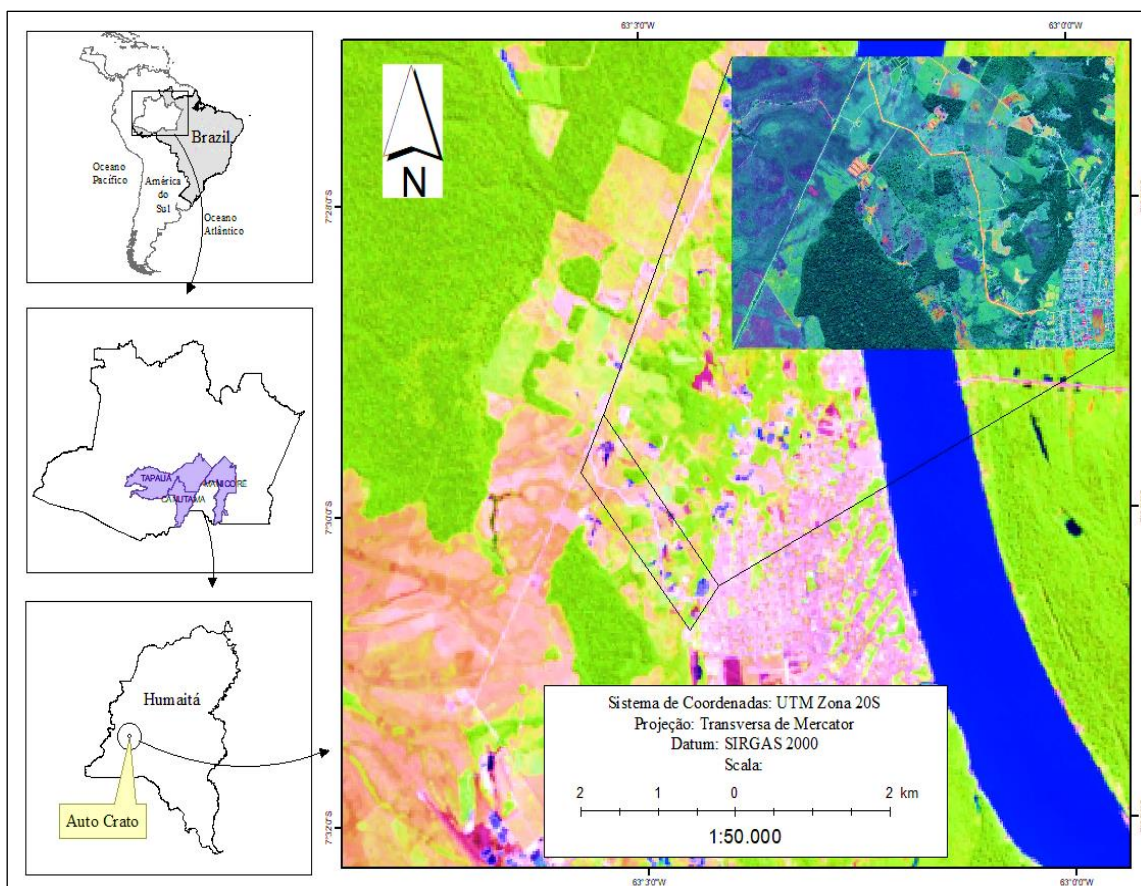 Brazil
Oceano
Pacífico
América
do
Sul
Oceano
Atlântico
TAPAUÁ
CANUTAMA
MANICORÉ
Humaitá
Auto Crato
63°3'0"W
63°0'0"W
N
7°28'0"S
7°30'0"S
7°32'0"S
Sistema de Coordenadas: UTM Zona 20S
Projeção: Transversa de Mercator
Datum: SIRGAS 2000
Scala:
2 1 0 2 km
1:50.000
63°3'0"W
63°0'0"W